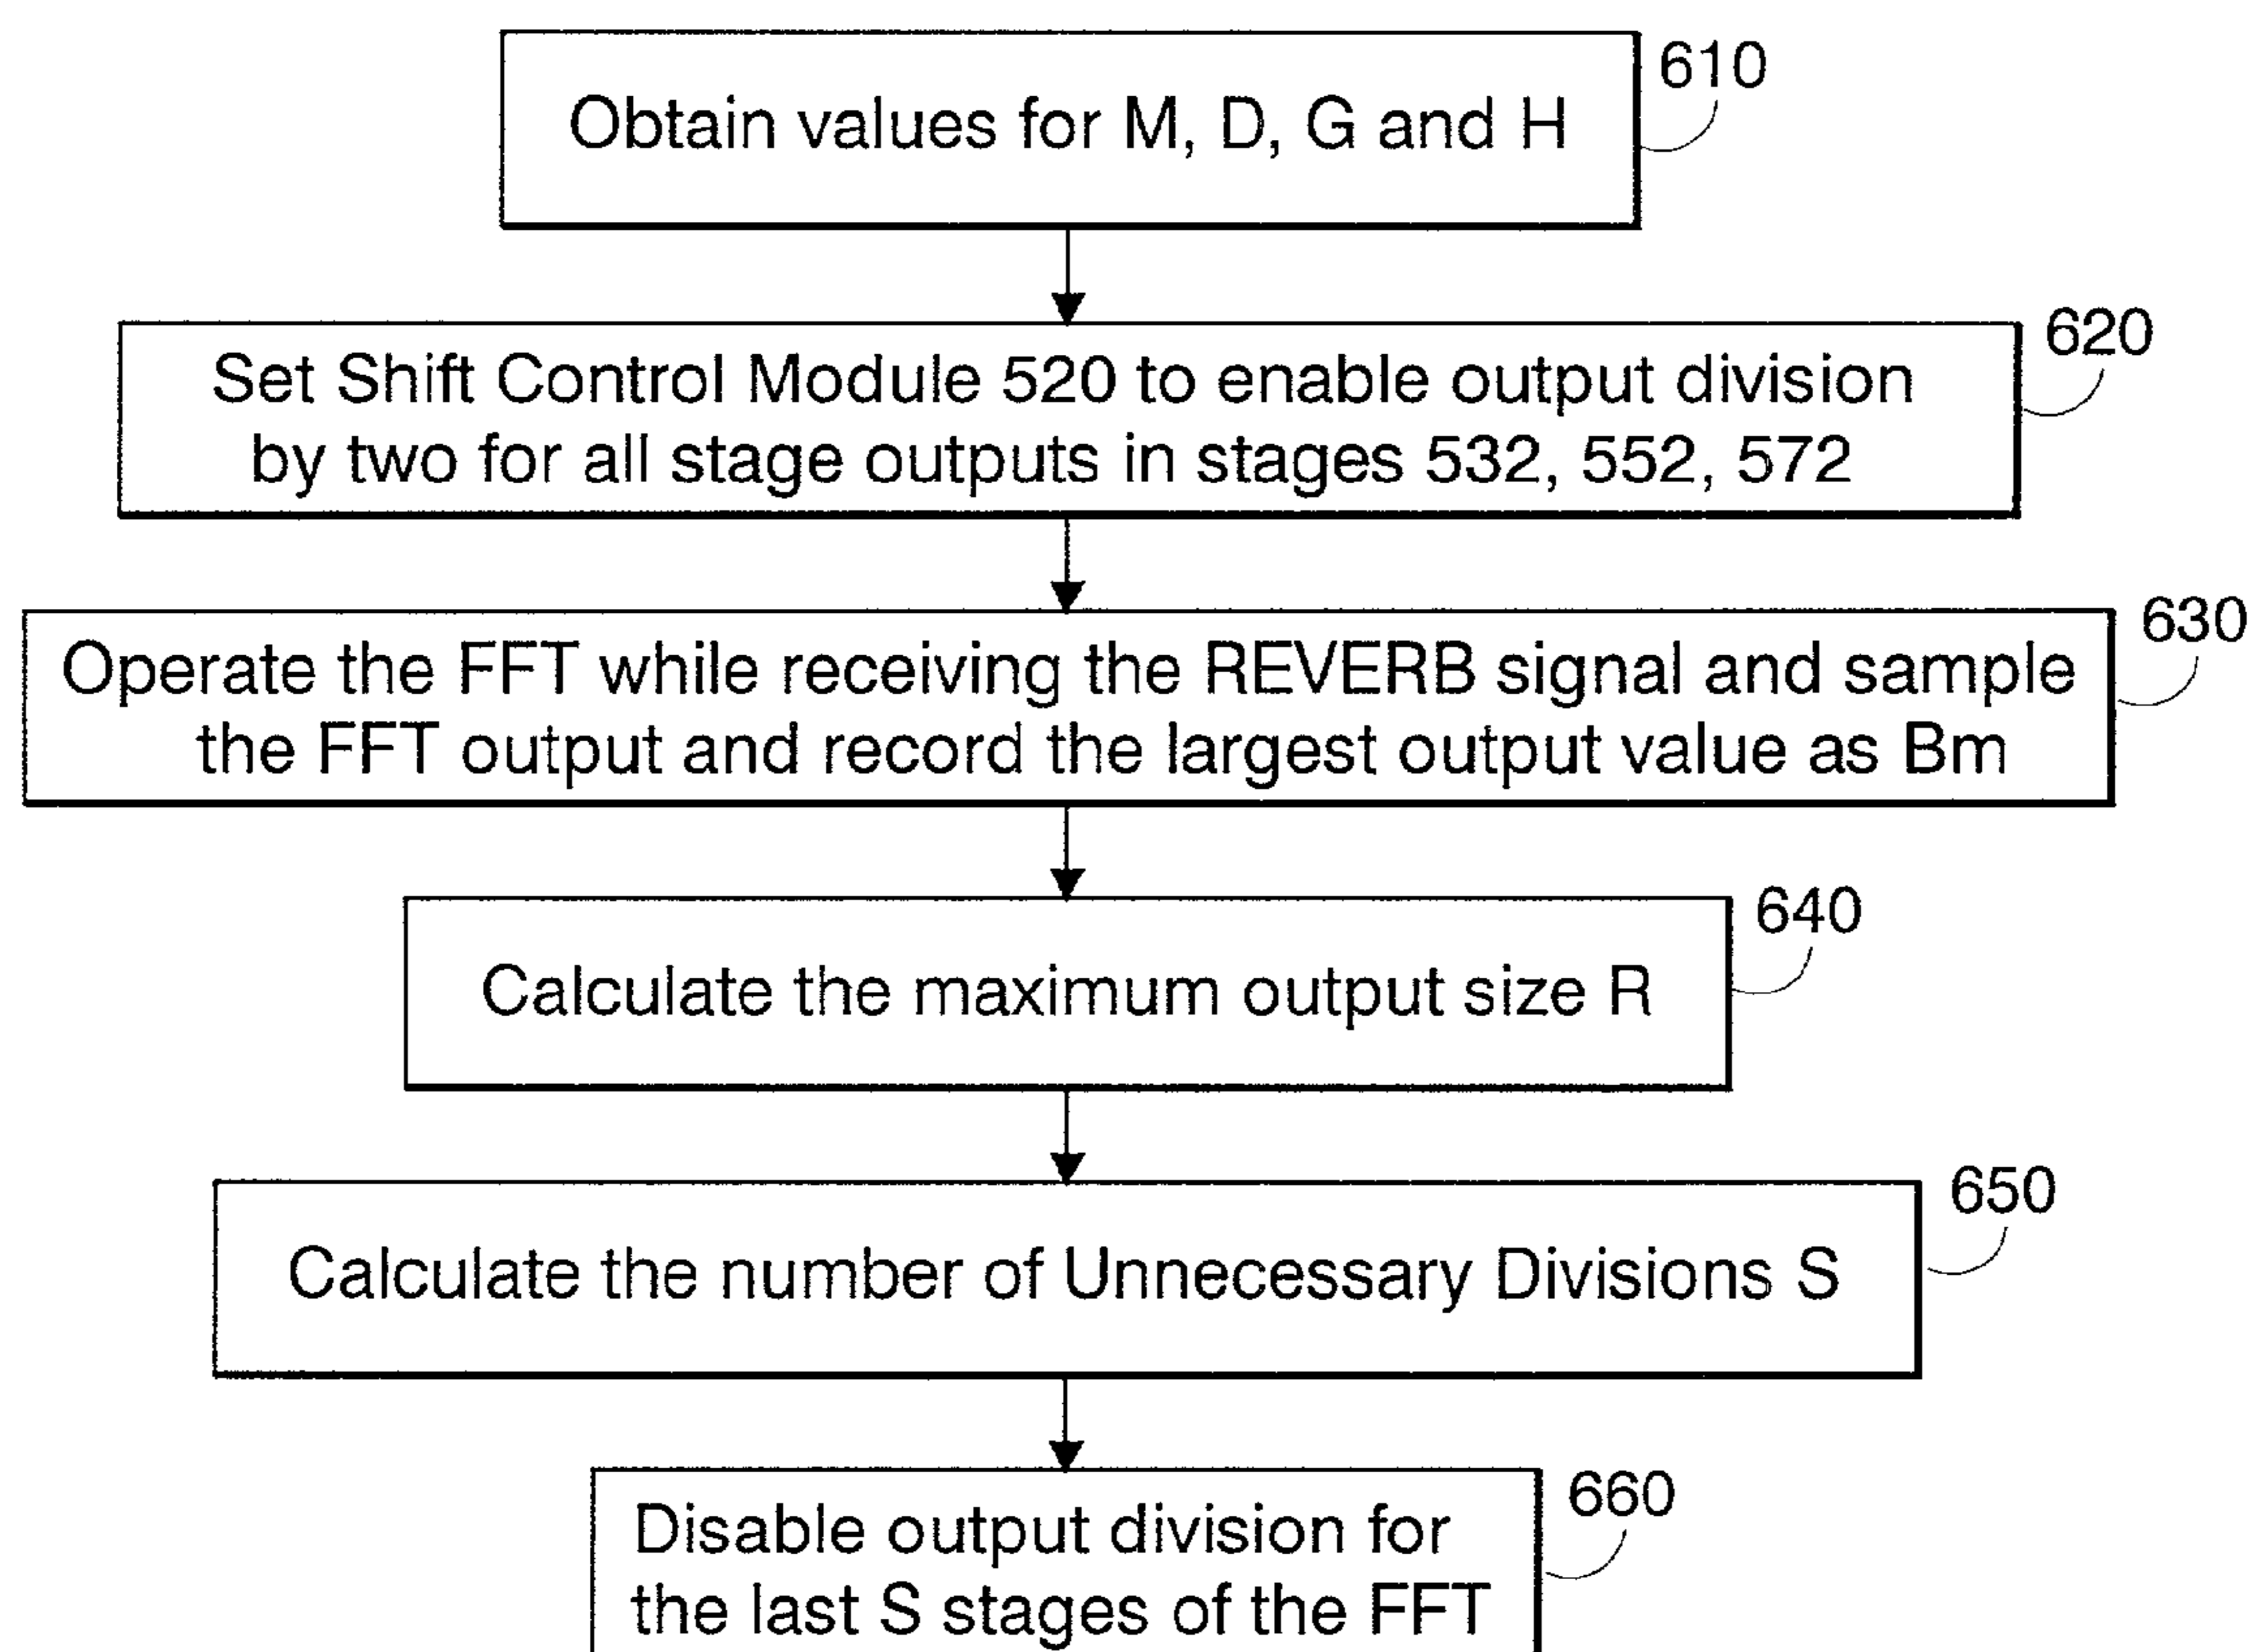 610
Obtain values for M, D, G and H
620
Set Shift Control Module 520 to enable output division
by two for all stage outputs in stages 532, 552, 572
630
Operate the FFT while receiving the REVERB signal and sample
the FFT output and record the largest output value as Bm
640
Calculate the maximum output size R
650
Calculate the number of Unnecessary Divisions S
660
Disable output division for
the last S stages of the FFT